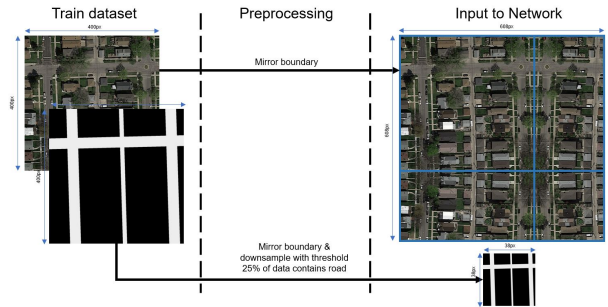 Train dataset
Preprocessing
Input to Network
400px
608px
400px
Mirror boundary
608px
400px
Mirror boundary &
downsample with threshold
25% of data contains road
38px
38px